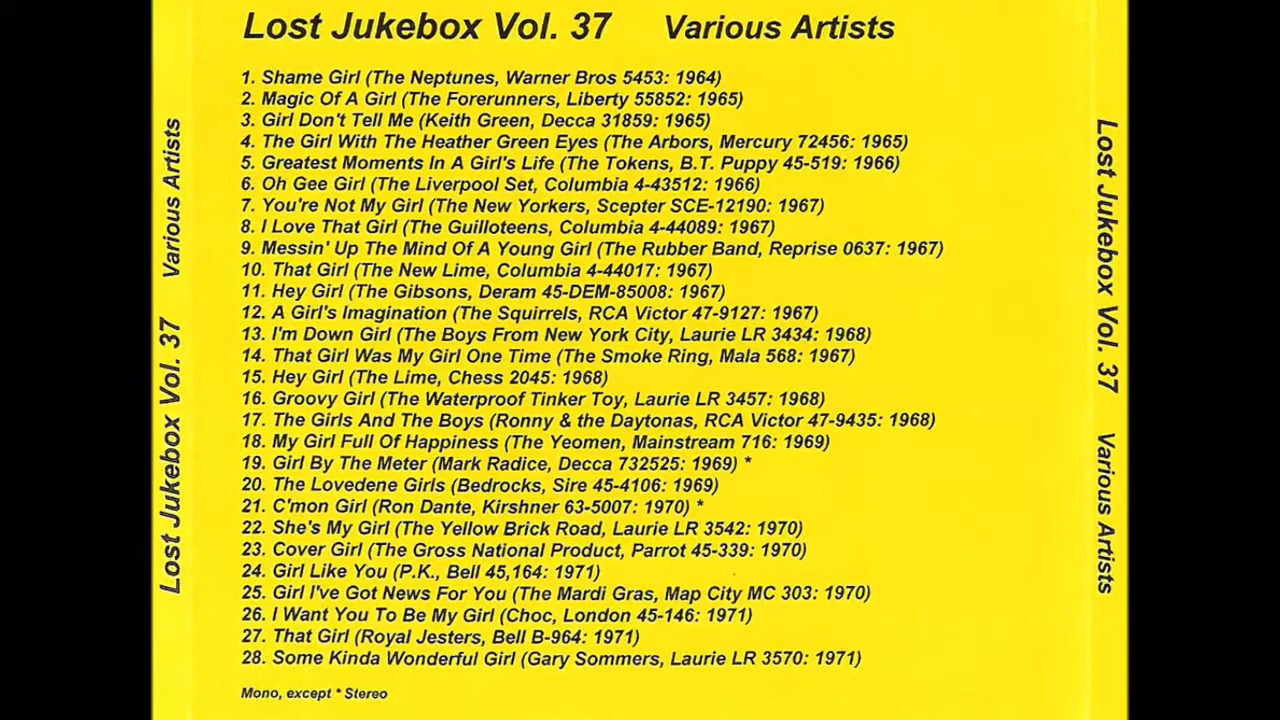 Lost Jukebox Vol. 37 Various Artists
1. Shame Girl (The Neptunes, Warner Bros 5453: 1964)
2. Magic Of A Girl (The Forerunners, Liberty 55852: 1965)
3. Girl Don't Tell Me (Keith Green, Decca 31859: 1965)
4. The Girl With The Heather Green Eyes (The Arbors, Mercury 72456: 1965)
5. Greatest Moments In A Girl's Life (The Tokens, B.T. Puppy 45-519: 1966)
6. Oh Gee Girl (The Liverpool Set, Columbia 4-43512: 1966)
7. You're Not My Girl (The New Yorkers, Scepter SCE-12190: 1967)
8. I Love That Girl (The Guilloteens, Columbia 4-44089: 1967)
9. Messin' Up The Mind Of A Young Girl (The Rubber Band, Reprise 0637: 1967)
10. That Girl (The New Lime, Columbia 4-44017: 1967)
11. Hey Girl (The Gibsons, Deram 45-DEM-85008: 1967)
12. A Girl's Imagination (The Squirrels, RCA Victor 47-9127: 1967)
13. I'm Down Girl (The Boys From New York City, Laurie LR 3434: 1968)
14. That Girl Was My Girl One Time (The Smoke Ring, Mala 568: 1967)
15. Hey Girl (The Lime, Chess 2045: 1968)
16. Groovy Girl (The Waterproof Tinker Toy, Laurie LR 3457: 1968)
17. The Girls And The Boys (Ronny & the Daytonas, RCA Victor 47-9435: 1968)
18. My Girl Full Of Happiness (The Yeomen, Mainstream 716: 1969)
19. Girl By The Meter (Mark Radice, Decca 732525: 1969) *
20. The Lovedene Girls (Bedrocks, Sire 45-4106: 1969)
21. C'mon Girl (Ron Dante, Kirshner 63-5007: 1970) *
22. She's My Girl (The Yellow Brick Road, Laurie LR 3542: 1970)
23. Cover Girl (The Gross National Product, Parrot 45-339: 1970)
24. Girl Like You (P.K., Bell 45,164: 1971)
25. Girl I've Got News For You (The Mardi Gras, Map City MC 303: 1970)
26. I Want You To Be My Girl (Choc, London 45-146: 1971)
27. That Girl (Royal Jesters, Bell B-964: 1971)
28. Some Kinda Wonderful Girl (Gary Sommers, Laurie LR 3570: 1971)
Mono, except * Stereo
Lost Jukebox Vol. 37 Various Artists
Lost Jukebox Vol. 37 Various Artists